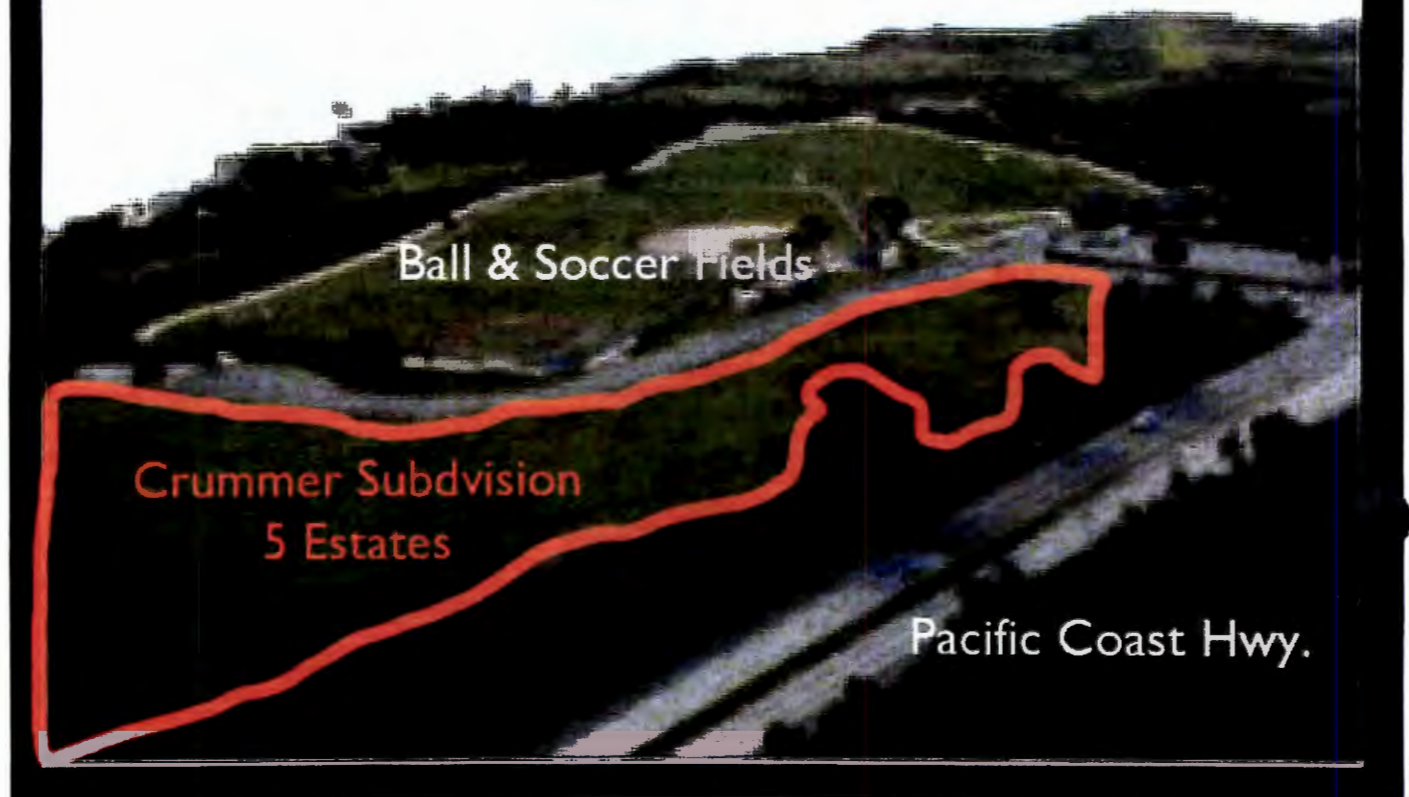 Ball & Soccer Fields
Crummer Subdvision
5 Estates
Pacific Coast Hwy.